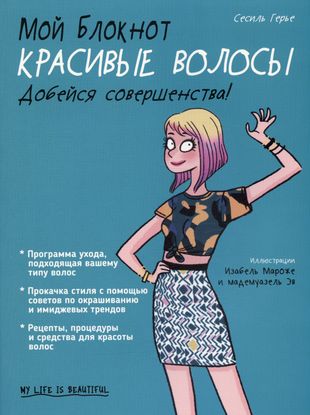 Сесиль Герье
Мой Блокнот
КРАСИВЫЕ ВОЛОСЫ
Добейся совершенства!
Иллюстрации
Изабель Мароже
и мадемуазель Эв
* Программа ухода,
подходящая вашему
типу волос
* Прокачка стиля с помощью
советов по окрашиванию
и имиджевых трендов
* Рецепты, процедуры
и средства для красоты
волос
MY LIFE IS BEAUTIFUL